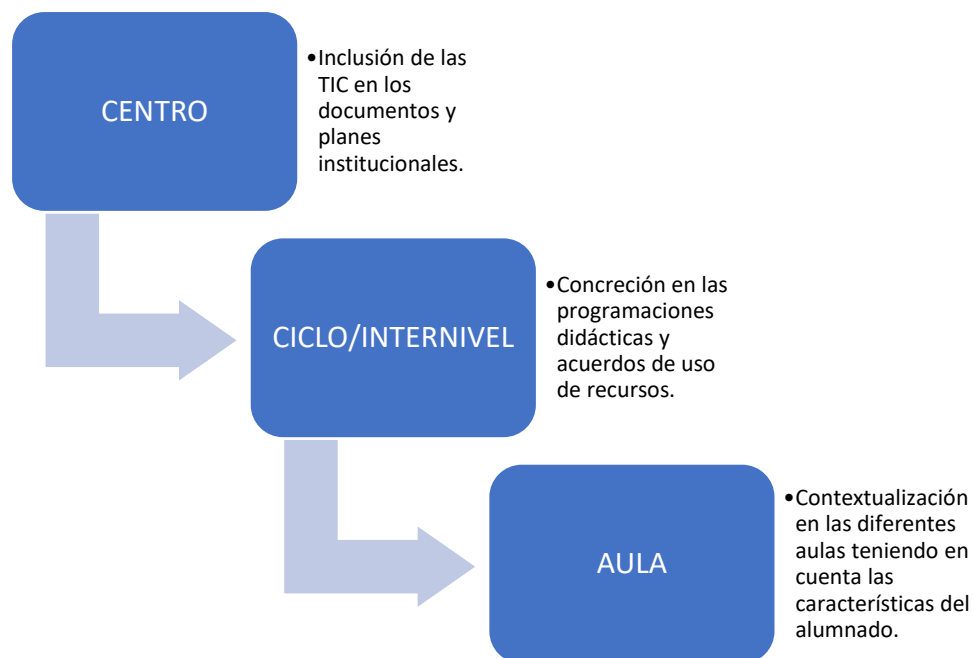 CENTRO
•Inclusión de las
TIC en los
documentos y
planes
institucionales.
CICLO/INTERNIVEL
•Concreción en las
programaciones
didácticas y
acuerdos de uso
de recursos.
AULA
•Contextualización
en las diferentes
aulas teniendo en
cuenta las
características del
alumnado.